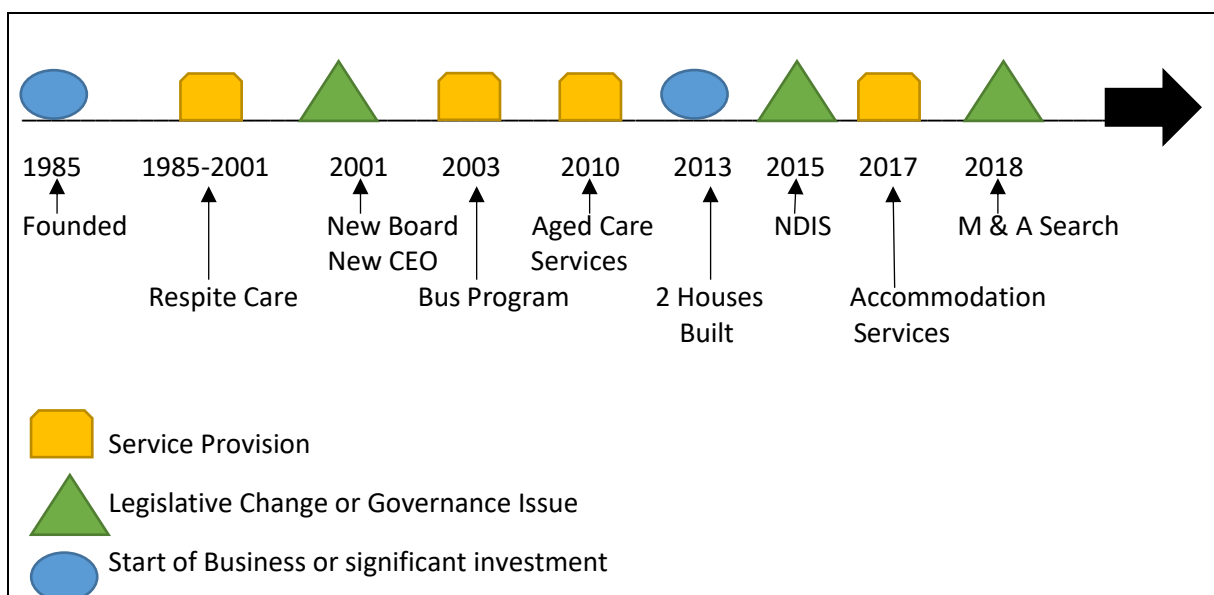 1985 1985-2001 2001 2003 2010 2013 2015 2017 2018
Founded New Board Aged Care NDIS M & A Search
New CEO Services
Respite Care Bus Program 2 Houses Accommodation
Built Services
Service Provision
Legislative Change or Governance Issue
Start of Business or significant investment